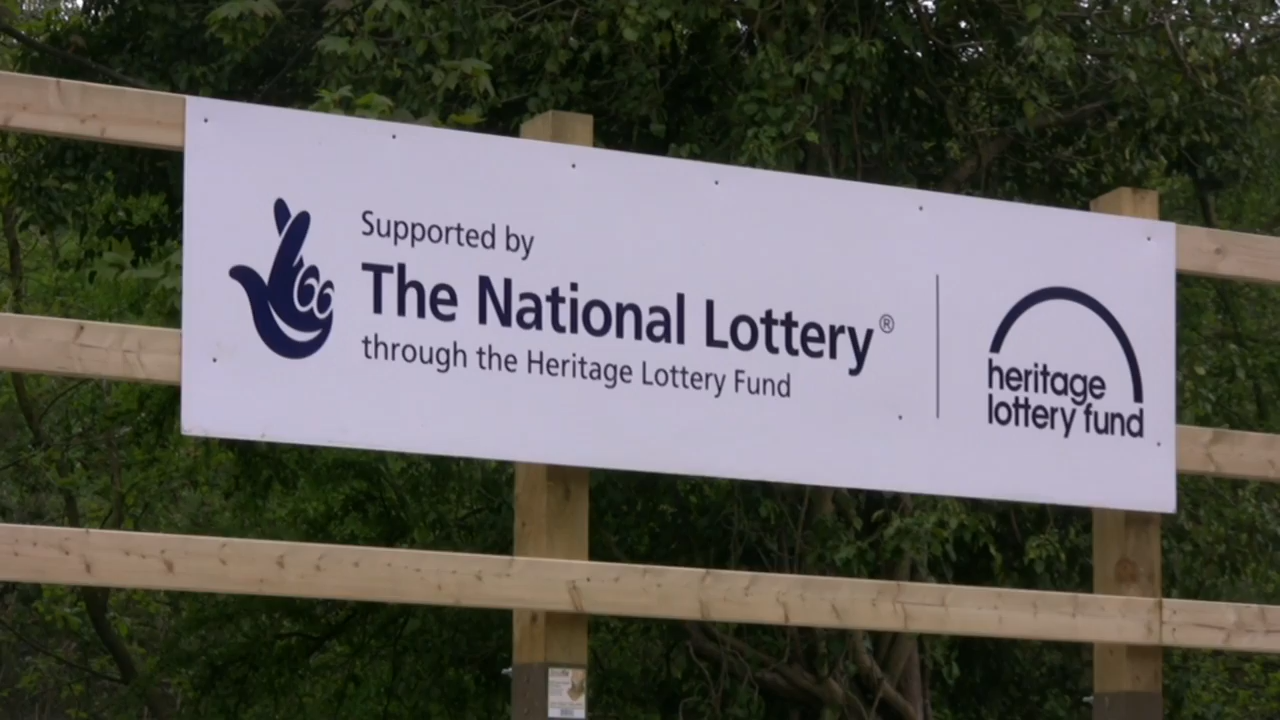 Supported by
The National Lottery®
through the Heritage Lottery Fund
heritage
lottery fund